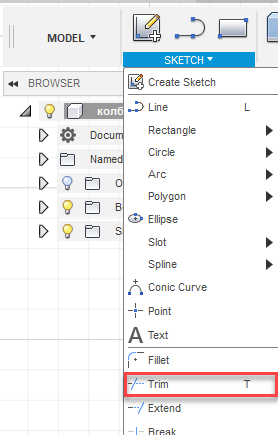 MODEL
SKETCH
BROWSER
Create Sketch
колб
Line L
Rectangle
Docum
Circle
Named
Arc
O
Polygon
B
Ellipse
S
Slot
Spline
Conic Curve
Point
A Text
Fillet
Trim T
Extend
Break